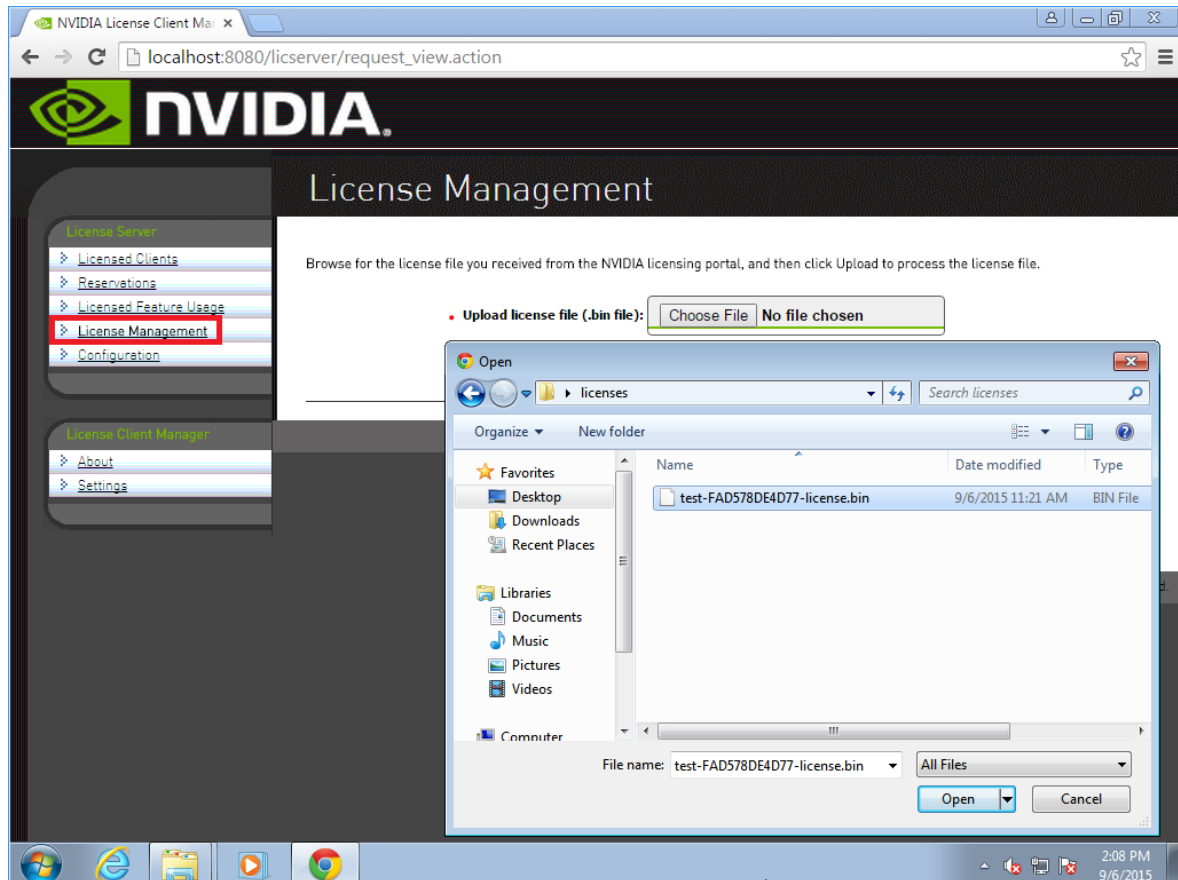 NVIDIA License Client Ma
localhost:8080/licserver/request_view.action
NVIDIA.
License Management
License Server
Licensed Clients
Reservations
Licensed Feature Usage
License Management
Configuration
License Client Manager
About
Settings
Browse for the license file you received from the NVIDIA licensing portal, and then click Upload to process the license file.
Upload license file (.bin file):
Choose File No file chosen
Open
licenses
Search licenses
Organize
New folder
Favorites
Desktop
Downloads
Recent Places
Libraries
Documents
Music
Pictures
Videos
Computer
Name Date modified Type
test-FAD578DE4D77-license.bin 9/6/2015 11:21 AM BIN File
File name: test-FAD578DE4D77-license.bin
All Files
Open
Cancel
d.
2:08 PM
9/6/2015